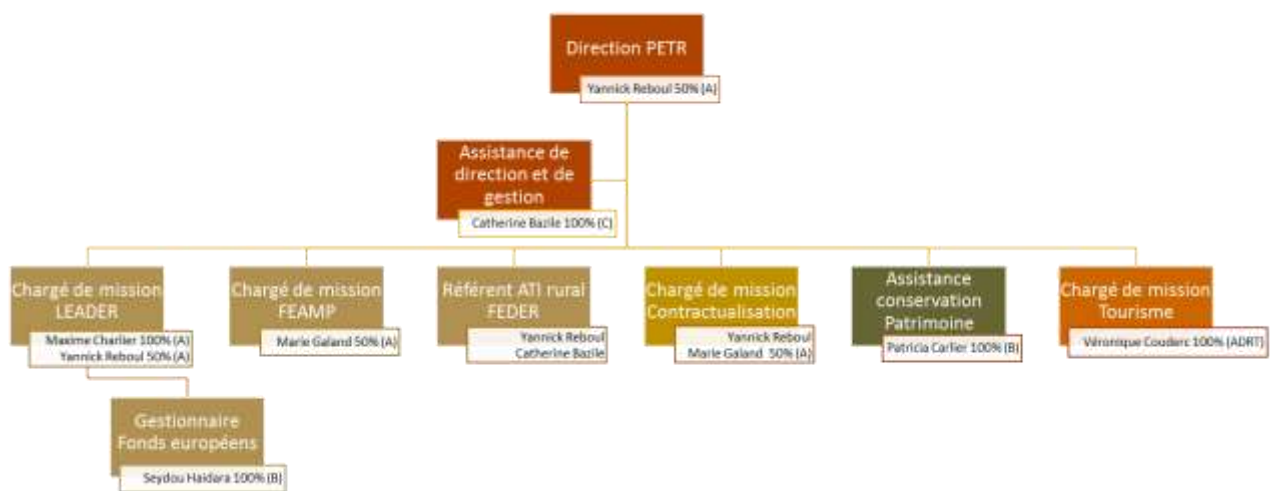 Direction PETR
Yannick Reboul 50% (A)
Assistance de
direction et de
gestion
Catherine Bazile 100% (C)
Chargé de mission
LEADER
Maxime Charlier 100% (A)
Yannick Reboul 50% (A)
Chargé de mission
FEAMP
Marie Galand 50% (A)
Référent ATI rural
FEDER
Yannick Reboul
Catherine Bazile
Chargé de mission
Contractualisation
Yannick Reboul
Marie Galand 50% (A)
Assistance
conservation
Patrimoine
Patricia Carlier 100% (B)
Chargé de mission
Tourisme
Véronique Couderc 100% (ADRT)
Gestionnaire
Fonds européens
Seydou Haidara 100% (B)